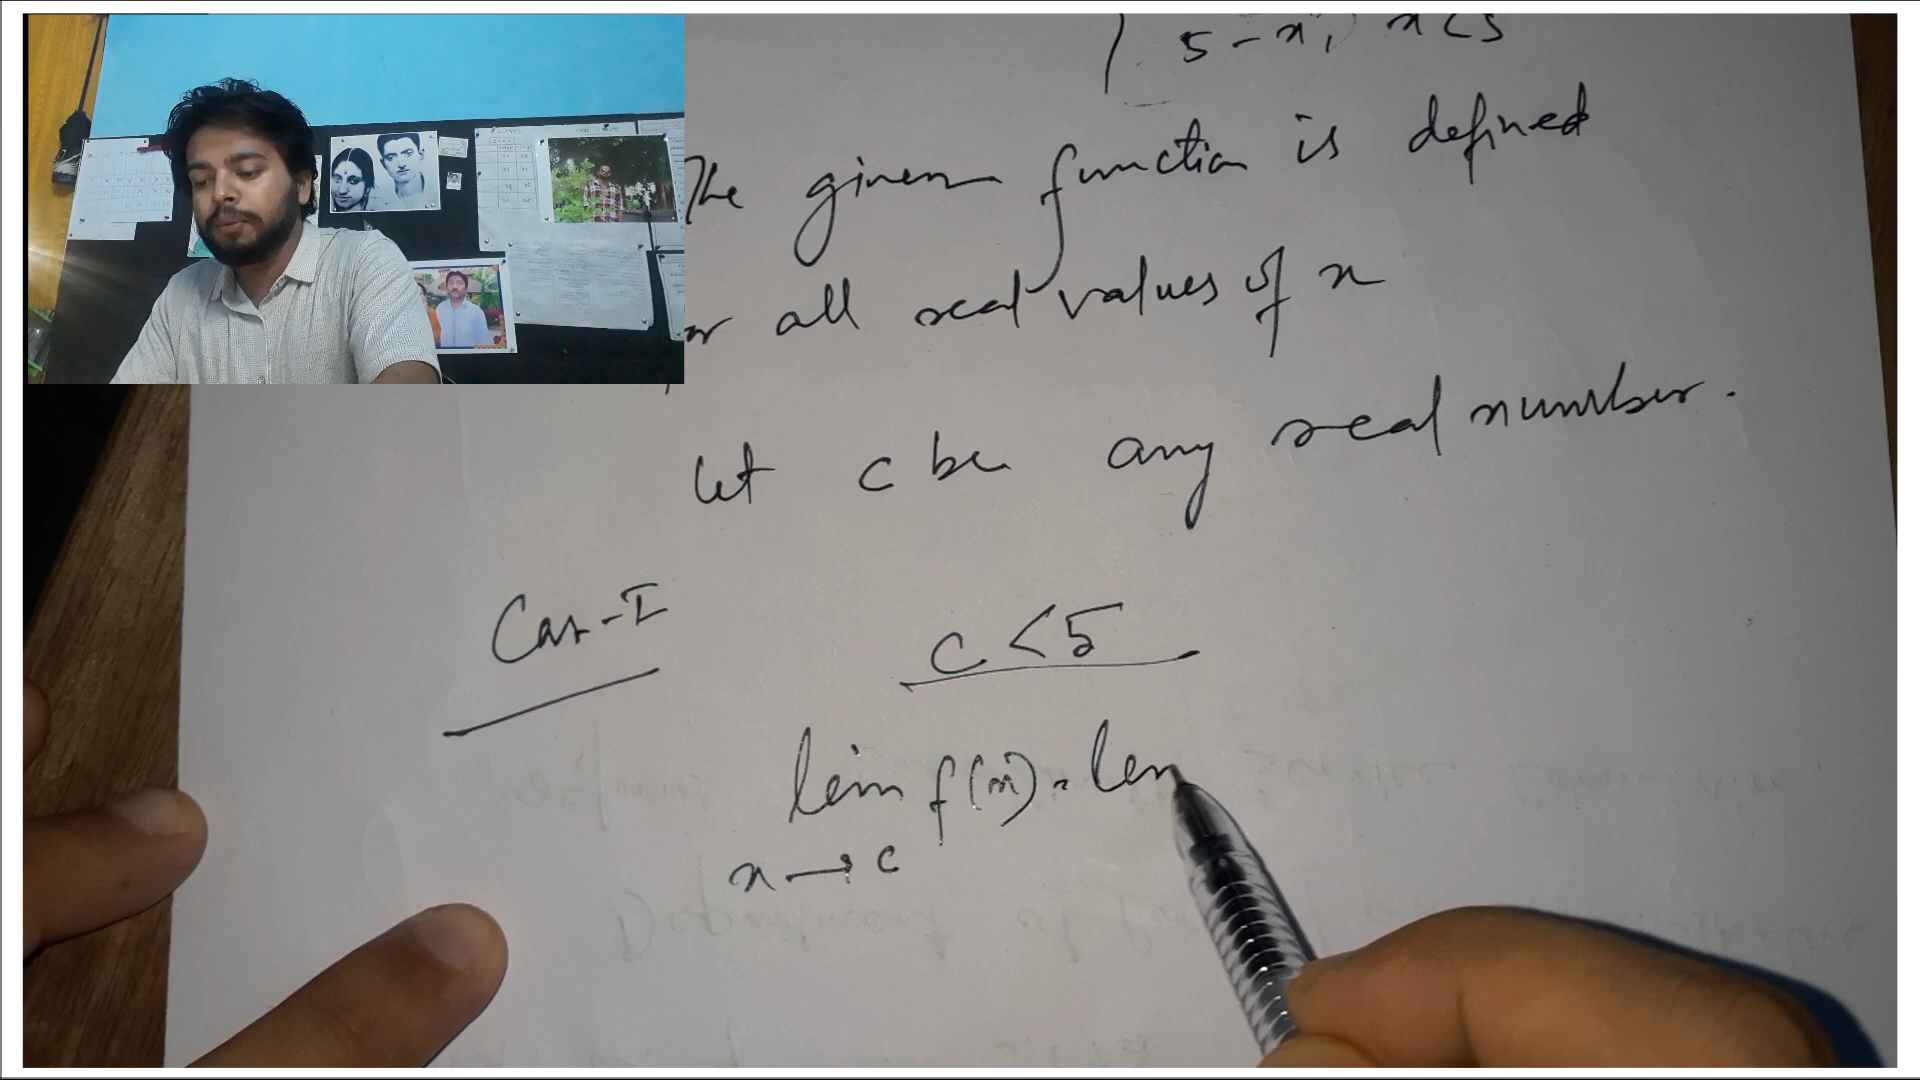 5-x, x<5
The given function is defined
or all real values of x
let c be any real number.
Case-I
c<5
lim f(x) = lim
x→c